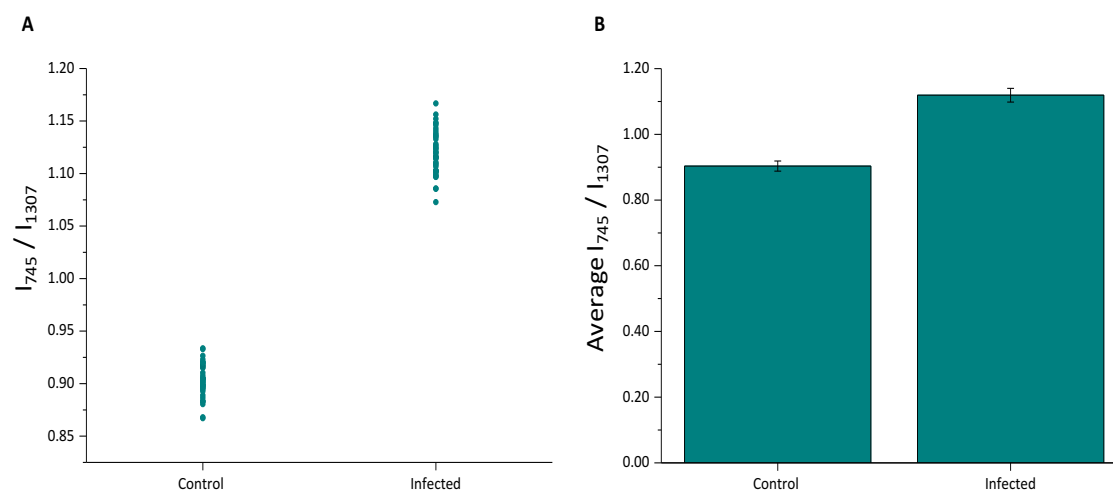 A
I745 / I1307
1.20
1.15
1.10
1.05
1.00
0.95
0.90
0.85
Control Infected
B
Average I745 / I1307
1.20
1.00
0.80
0.60
0.40
0.20
0.00
Control Infected